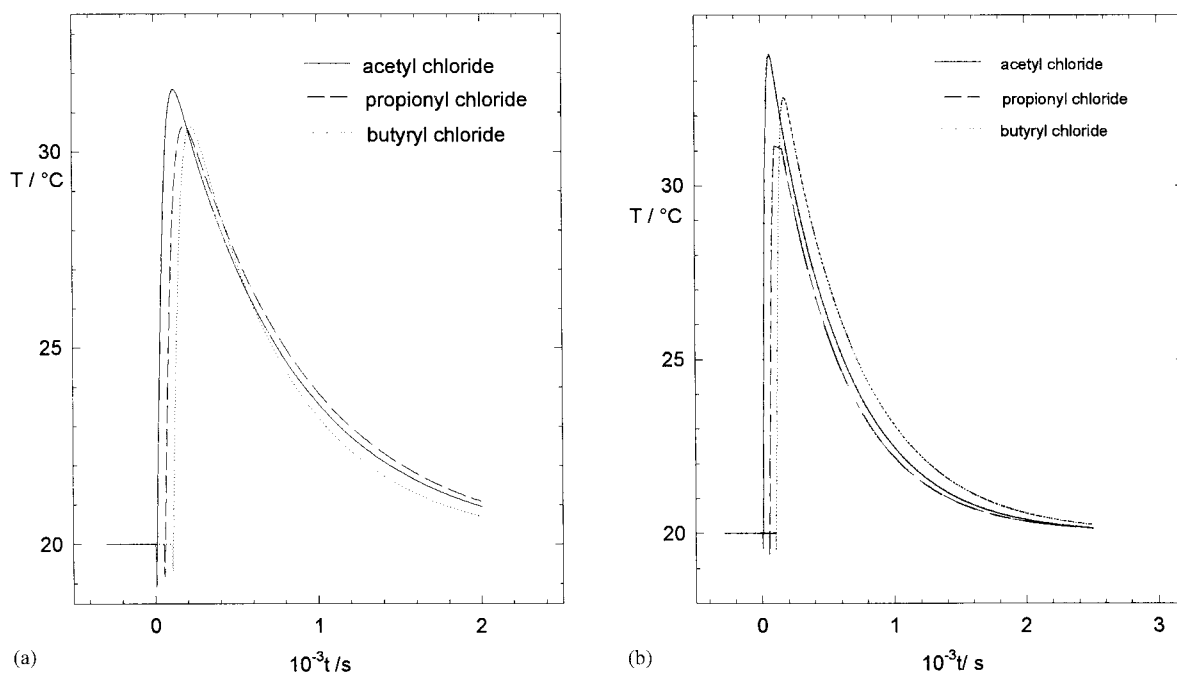 acetyl chloride
propionyl chloride
butyryl chloride
30
T / °C
25
20
0
1
2
(a)
10⁻³t /s
acetyl chloride
propionyl chloride
butyryl chloride
30
T / °C
25
20
0
1
2
3
(b)
10⁻³t/ s